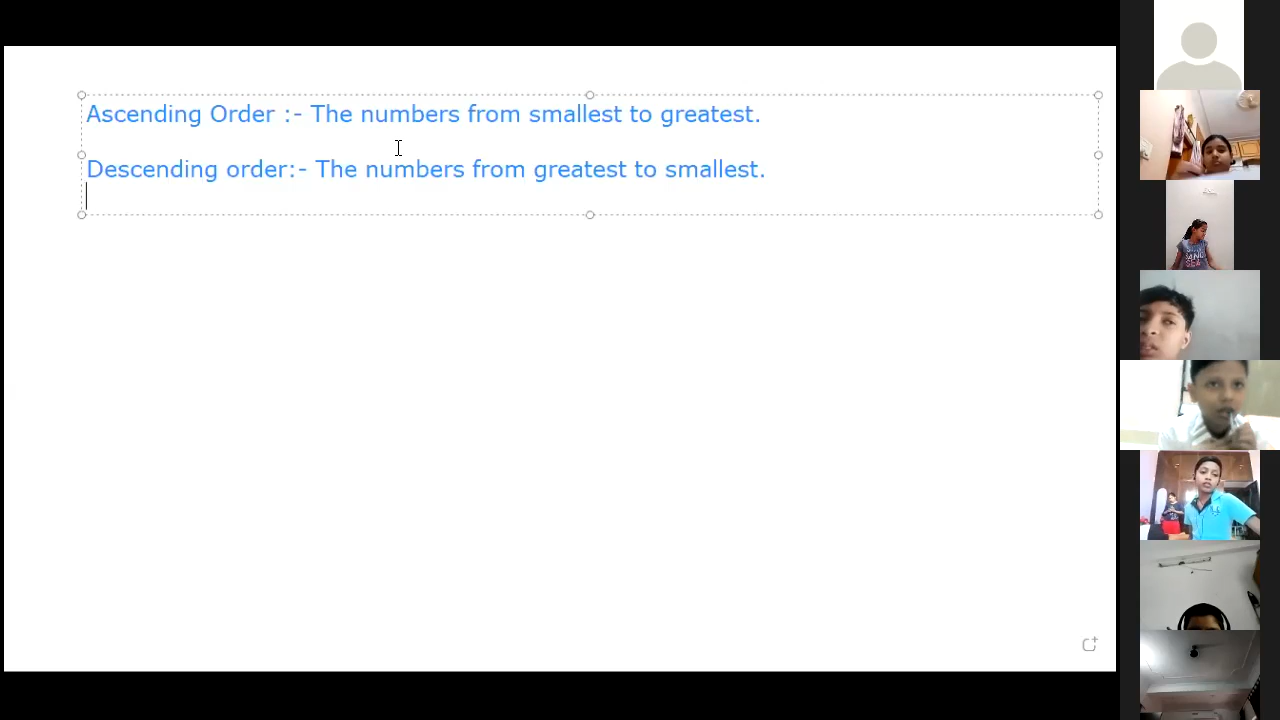 Ascending Order :- The numbers from smallest to greatest.
Descending order:- The numbers from greatest to smallest.